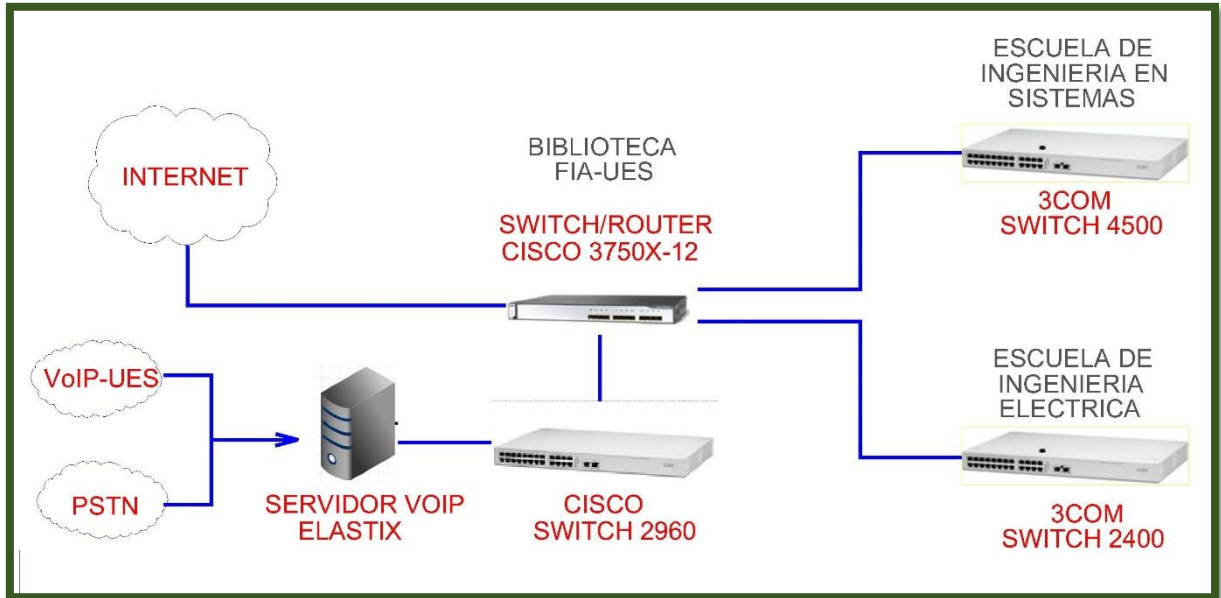 ESCUELA DE
INGENIERIA EN
SISTEMAS
BIBLIOTECA
FIA-UES
INTERNET
SWITCH/ROUTER
CISCO 3750X-12
3COM
SWITCH 4500
VoIP-UES
PSTN
SERVIDOR VOIP
ELASTIX
CISCO
SWITCH 2960
ESCUELA DE
INGENIERIA
ELECTRICA
3COM
SWITCH 2400